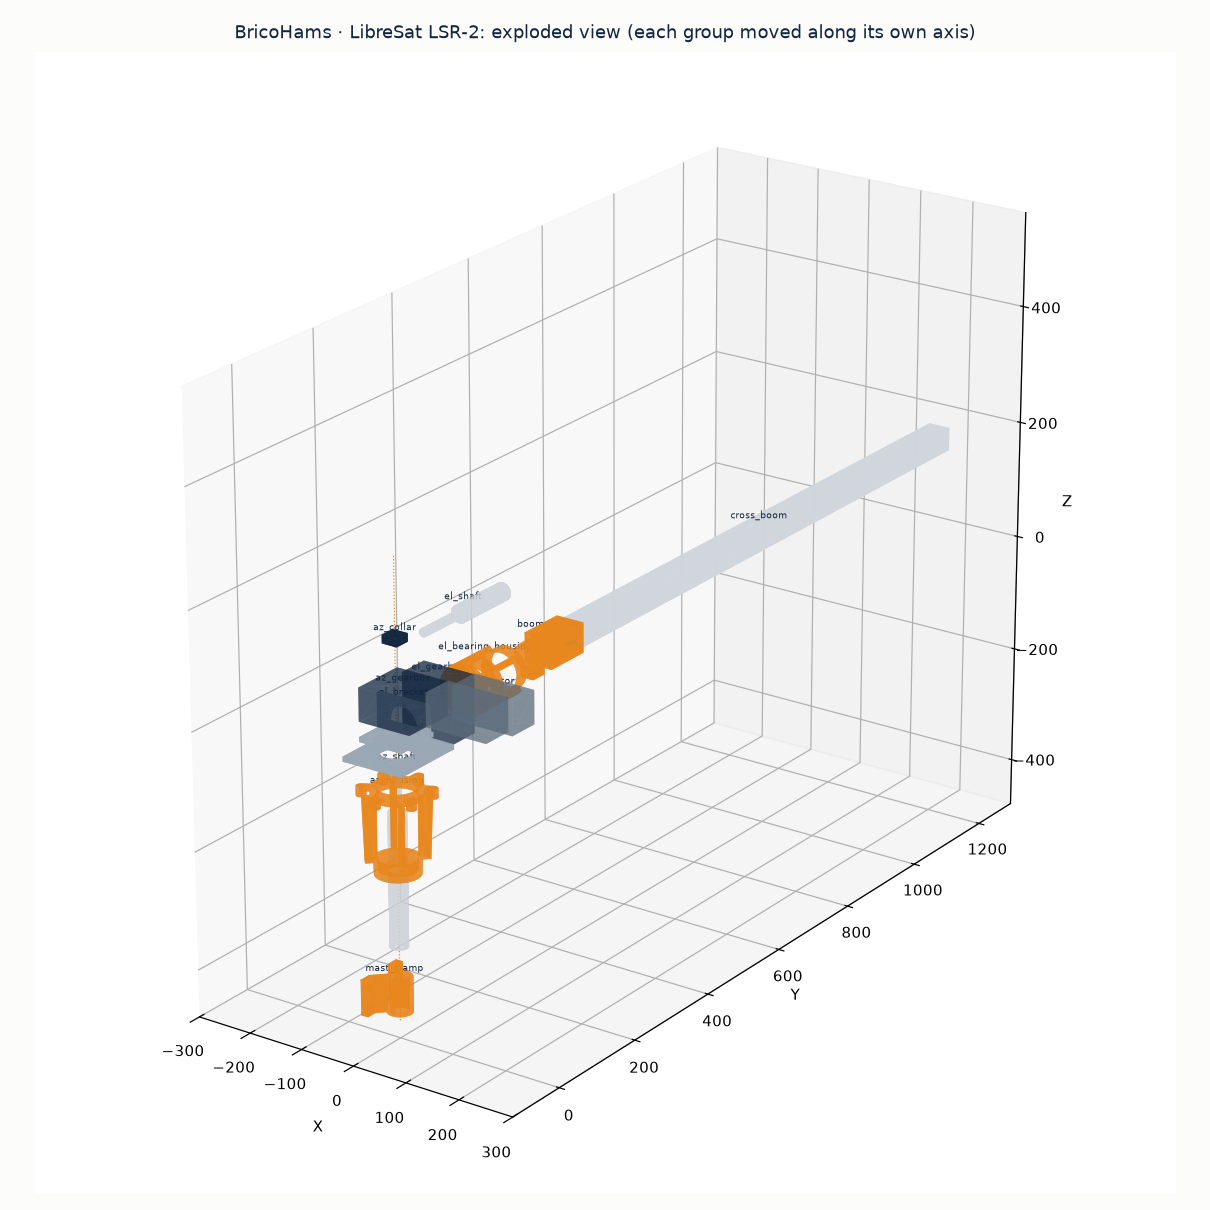 BricoHams · LibreSat LSR-2: exploded view (each group moved along its own axis)
400
200
0
−200
−400
Z
cross_boom
el_shaft
az_collar
boom
el_bearing_housing
el_gear
az_gearbox
el_bracket
az_shaft
mast_clamp
−300
−200
−100
0
100
200
300
X
0
200
400
600
800
1000
1200
Y